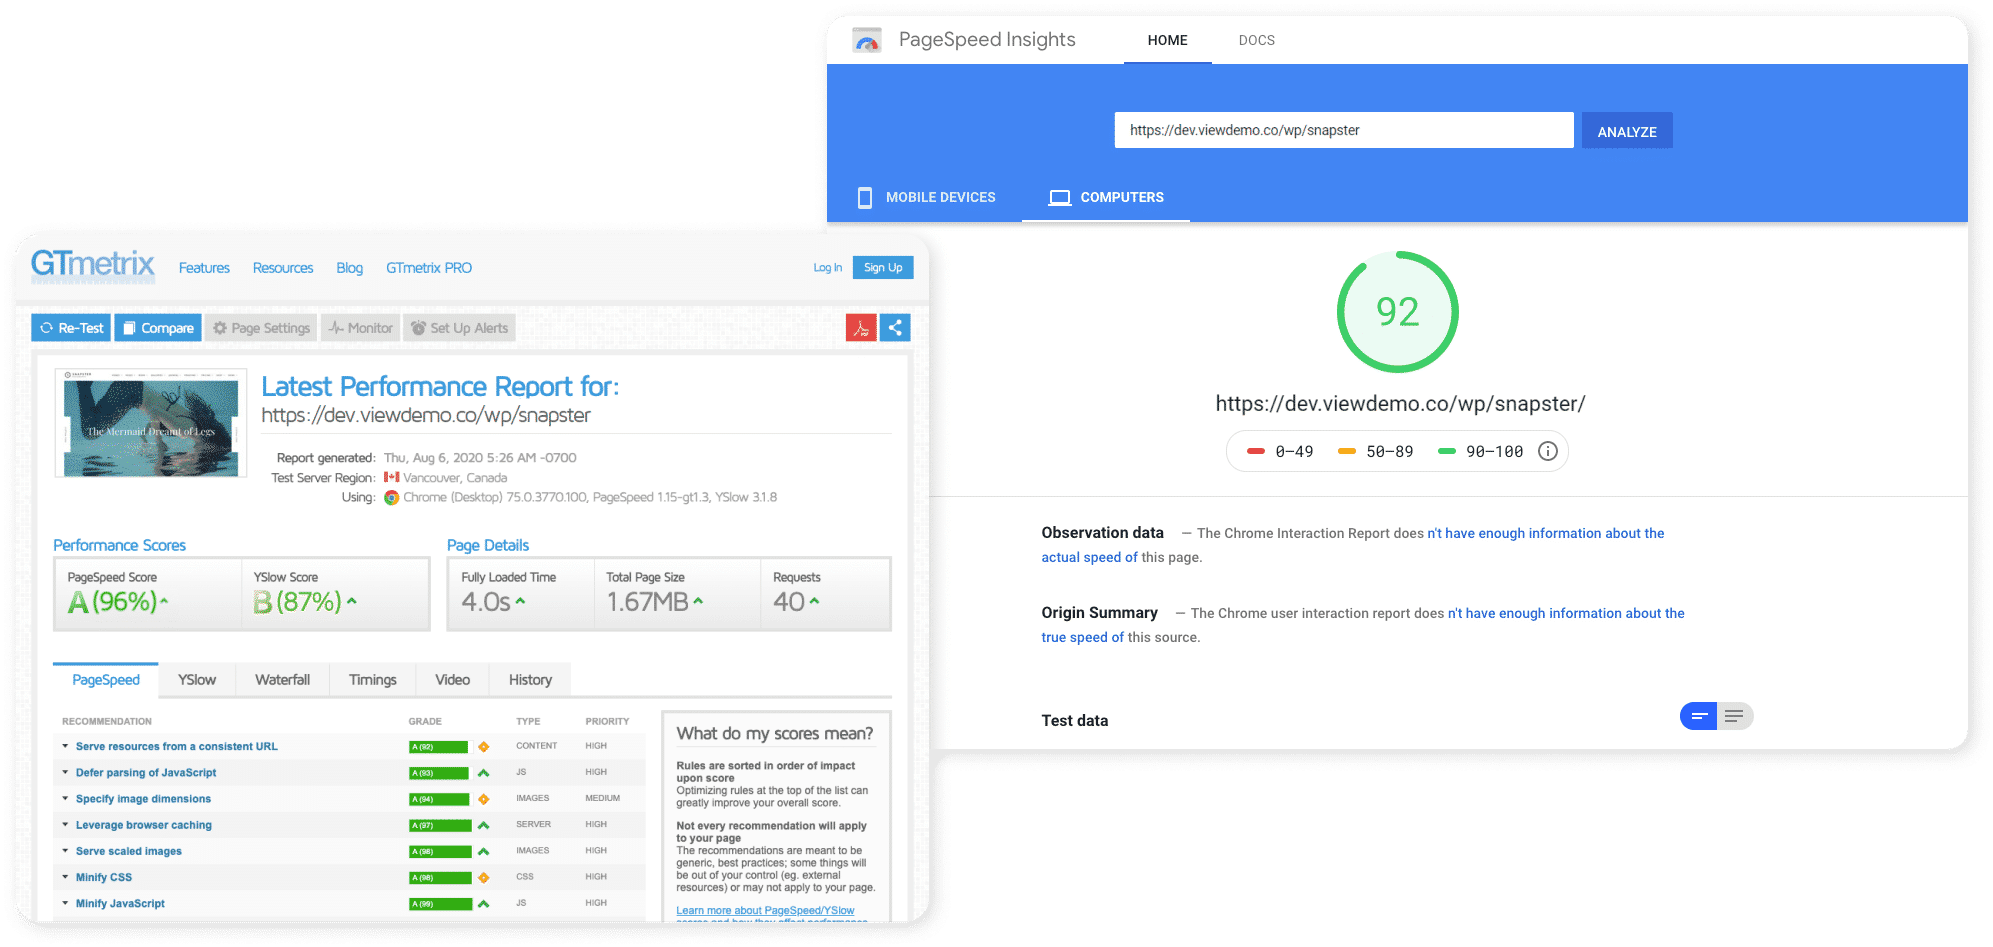 PageSpeed Insights
HOME
DOCS
https://dev.viewdemo.co/wp/snapster
ANALYZE
MOBILE DEVICES
COMPUTERS
92
https://dev.viewdemo.co/wp/snapster/
0–49
50–89
90–100
Observation data — The Chrome Interaction Report does n't have enough information about the
actual speed of this page.
Origin Summary — The Chrome user interaction report does n't have enough information about the
true speed of this source.
Test data
GTmetrix
Features
Resources
Blog
GTmetrix PRO
Log In
Sign Up
Re-Test
Compare
Page Settings
Monitor
Set Up Alerts
SNAPSTER
The Mermaid Dreamt of Legs
Latest Performance Report for:
https://dev.viewdemo.co/wp/snapster
Report generated: Thu, Aug 6, 2020 5:26 AM -0700
Test Server Region: Vancouver, Canada
Using: Chrome (Desktop) 75.0.3770.100, PageSpeed 1.15-gt1.3, YSlow 3.1.8
Performance Scores
PageSpeed Score
A (96%)
YSlow Score
B (87%)
Page Details
Fully Loaded Time
4.0s
Total Page Size
1.67MB
Requests
40
PageSpeed
YSlow
Waterfall
Timings
Video
History
RECOMMENDATION GRADE TYPE PRIORITY
Serve resources from a consistent URL A (92) CONTENT HIGH
Defer parsing of JavaScript A (93) JS HIGH
Specify image dimensions A (94) IMAGES MEDIUM
Leverage browser caching A (97) SERVER HIGH
Serve scaled images A (98) IMAGES HIGH
Minify CSS A (98) CSS HIGH
Minify JavaScript A (99) JS HIGH
What do my scores mean?
Rules are sorted in order of impact
upon score
Optimizing rules at the top of the list can
greatly improve your overall score.
Not every recommendation will apply
to your page
The recommendations are meant to be
generic, best practices; some things will
be out of your control (eg. external
resources) or may not apply to your page.
Learn more about PageSpeed/YSlow
scores and how they affect performance